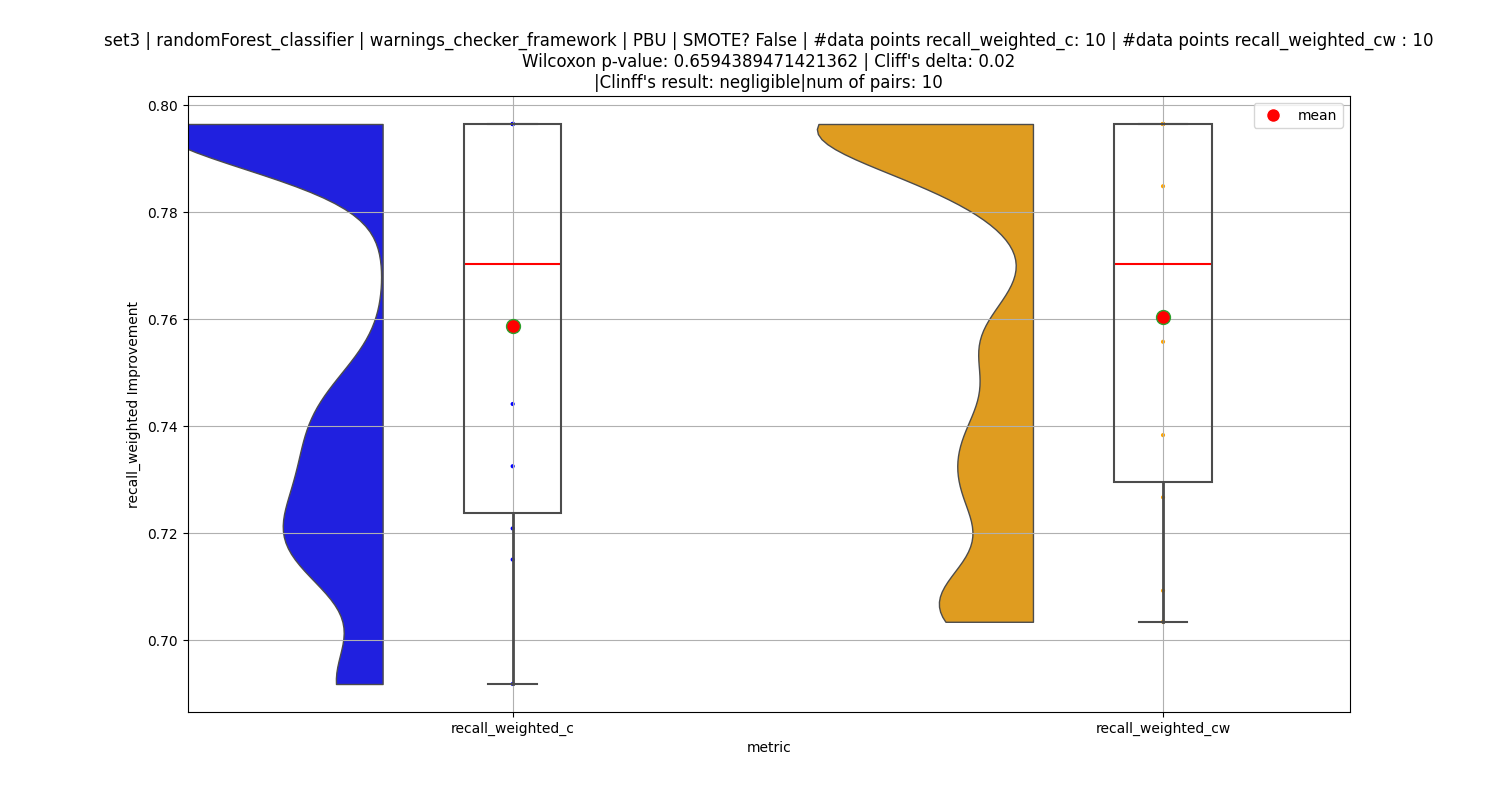 set3 | randomForest_classifier | warnings_checker_framework | PBU | SMOTE? False | #data points recall_weighted_c: 10 | #data points recall_weighted_cw : 10
Wilcoxon p-value: 0.6594389471421362 | Cliff's delta: 0.02
|Clinff's result: negligible|num of pairs: 10
mean
0.80
0.78
0.76
0.74
0.72
0.70
recall_weighted Improvement
recall_weighted_c
recall_weighted_cw
metric